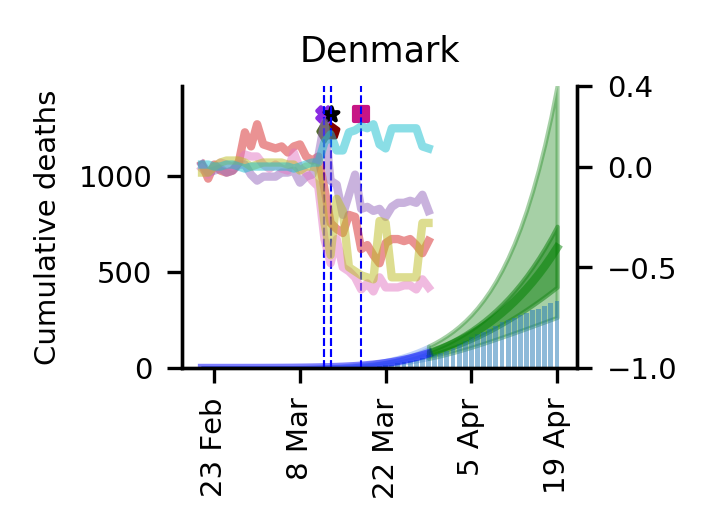 Denmark
Cumulative deaths
1000
500
0
0.4
0.0
−0.5
−1.0
23 Feb
8 Mar
22 Mar
5 Apr
19 Apr